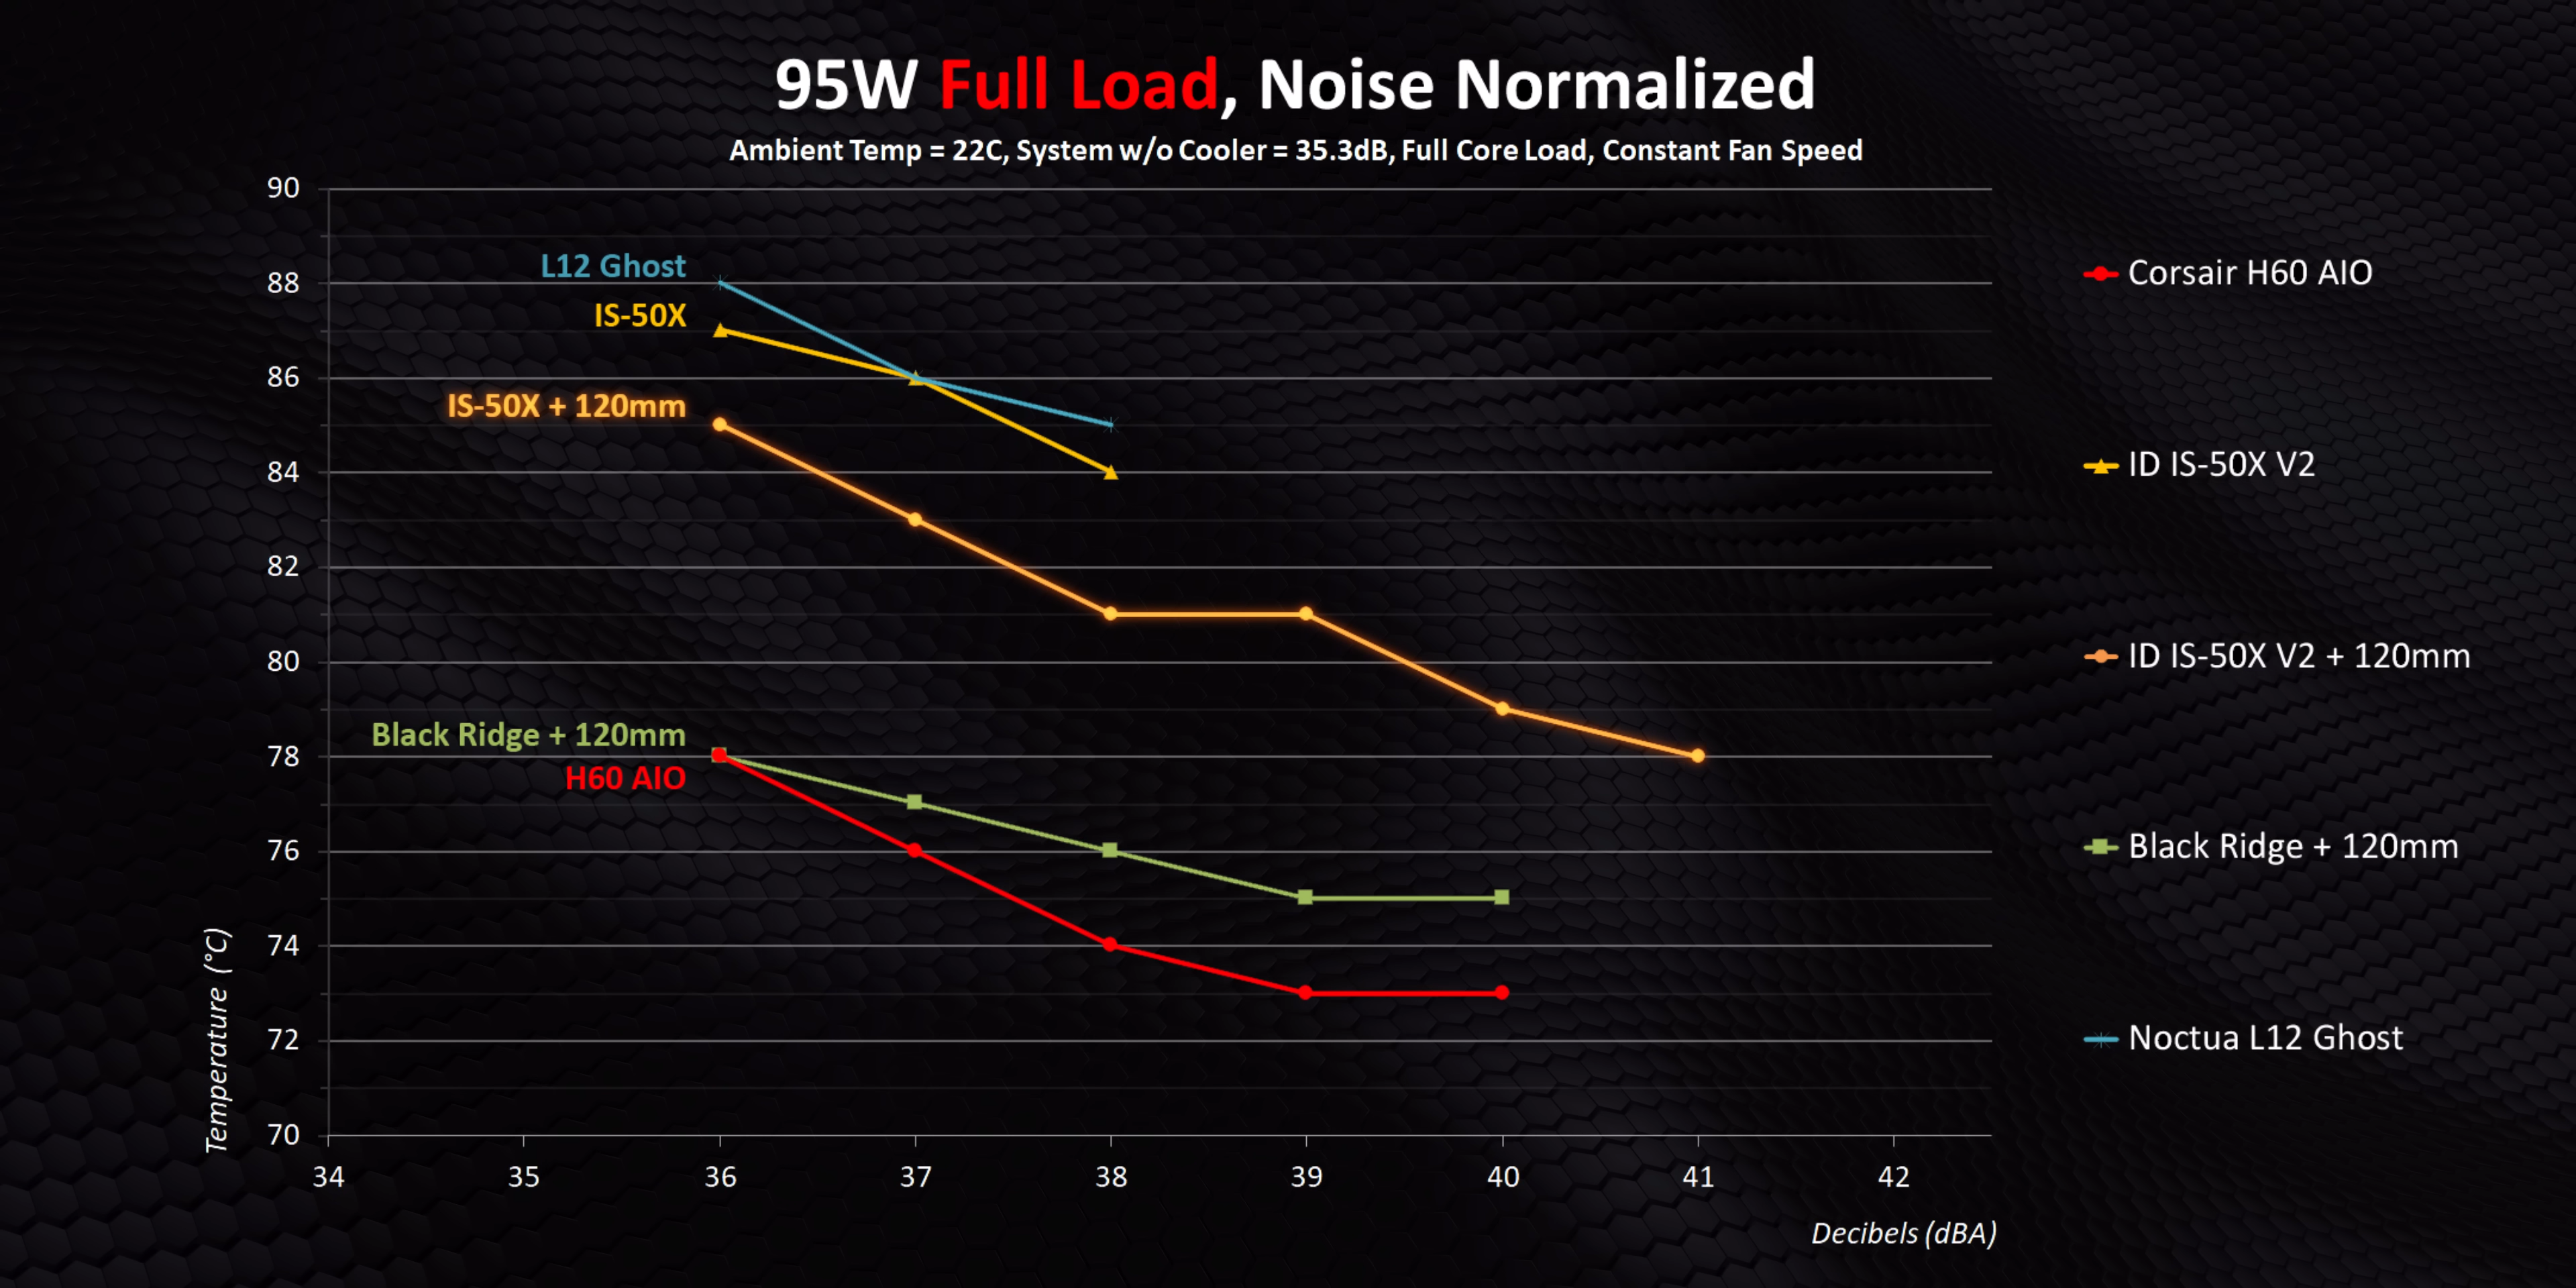 95W Full Load, Noise Normalized
Ambient Temp = 22C, System w/o Cooler = 35.3dB, Full Core Load, Constant Fan Speed
90
88
86
84
82
80
78
76
74
72
70
Temperature (°C)
L12 Ghost
IS-50X
IS-50X + 120mm
Black Ridge + 120mm
H60 AIO
34 35 36 37 38 39 40 41 42
Decibels (dBA)
Corsair H60 AIO
ID IS-50X V2
ID IS-50X V2 + 120mm
Black Ridge + 120mm
Noctua L12 Ghost